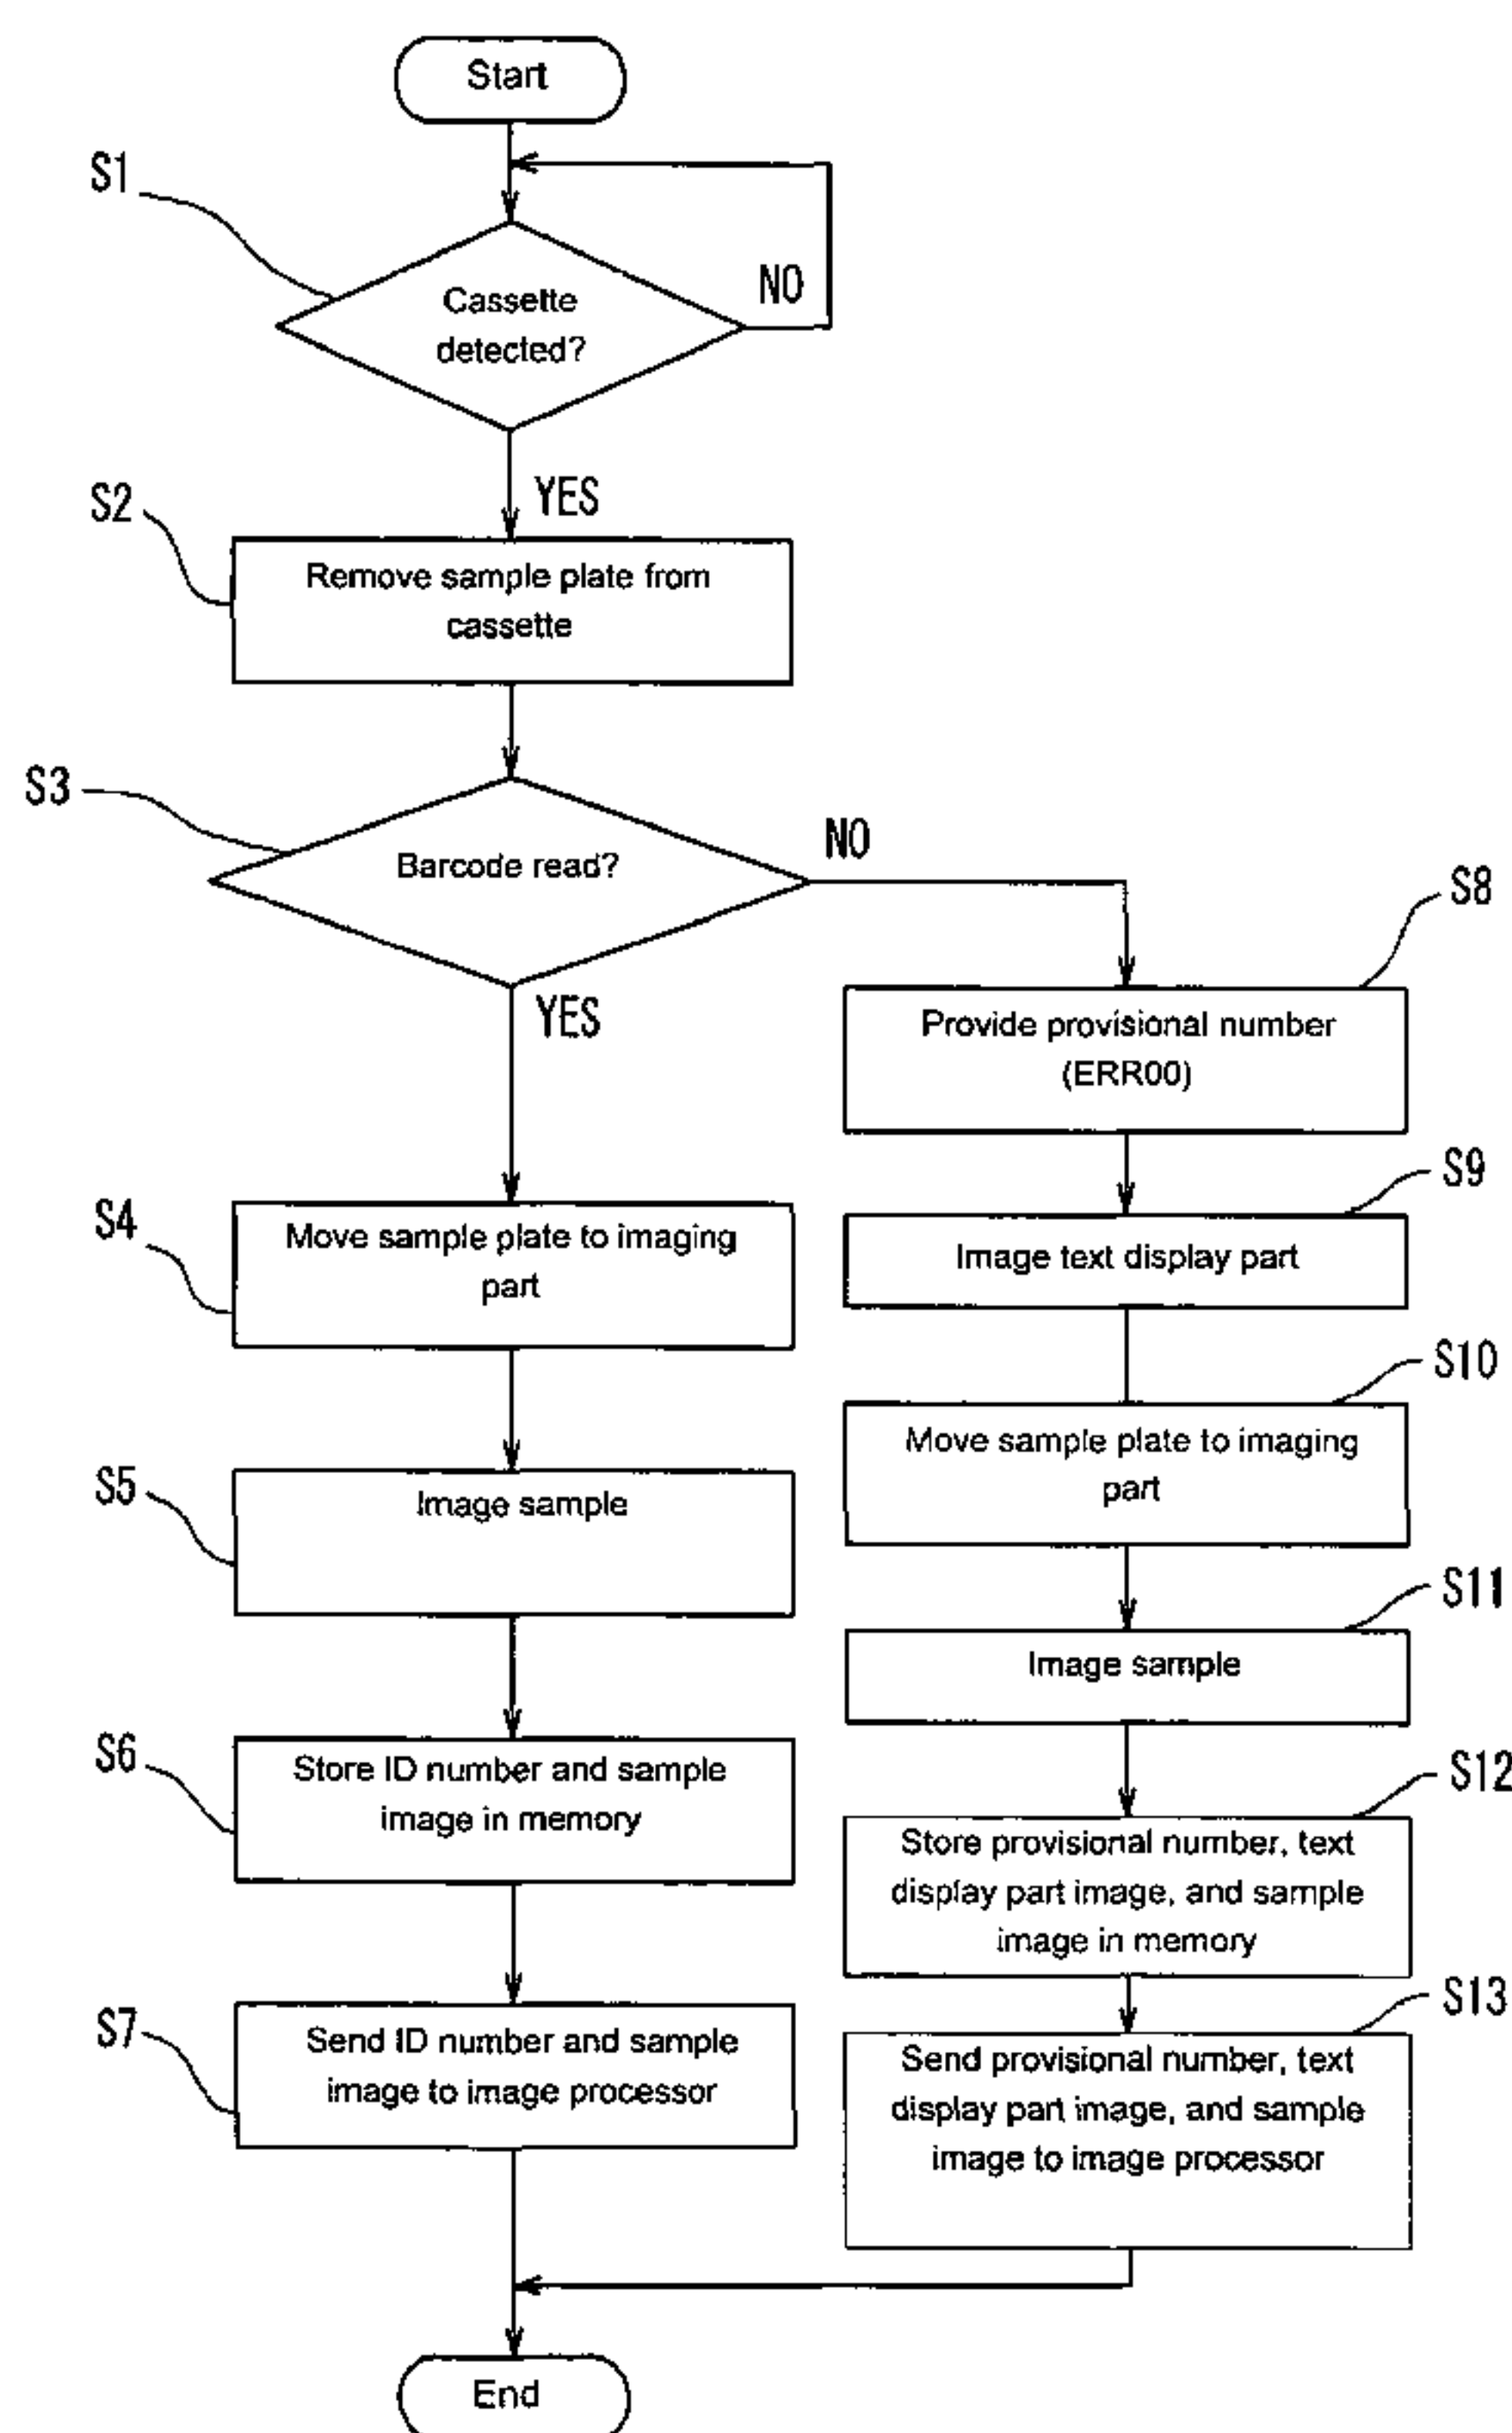 Start
S1
Cassette
detected?
NO
YES
S2
Remove sample plate from
cassette
S3
Barcode read?
NO
YES
S8
Provide provisional number
(ERR00)
S9
Image text display part
S4
Move sample plate to imaging
part
S10
Move sample plate to imaging
part
S5
Image sample
S11
Image sample
S6
Store ID number and sample
image in memory
S12
Store provisional number, text
display part image, and sample
image in memory
S7
Send ID number and sample
image to image processor
S13
Send provisional number, text
display part image, and sample
image to image processor
End